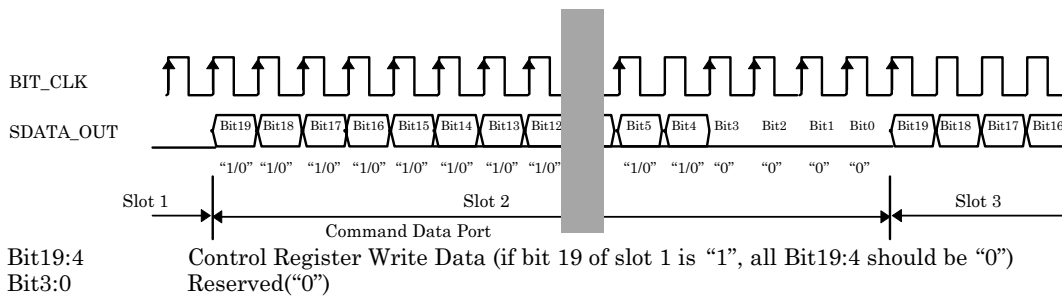 BIT_CLK
SDATA_OUT Bit19 Bit18 Bit17 Bit16 Bit15 Bit14 Bit13 Bit12 Bit5 Bit4 Bit3 Bit2 Bit1 Bit0 Bit19 Bit18 Bit17 Bit16
“1/0” “1/0” “1/0” “1/0” “1/0” “1/0” “1/0” “1/0” “1/0” “1/0” “0” “0” “0” “0”
Slot 1 Slot 2 Slot 3
Command Data Port
Bit19:4 Control Register Write Data (if bit 19 of slot 1 is “1”, all Bit19:4 should be “0”)
Bit3:0 Reserved(“0”)